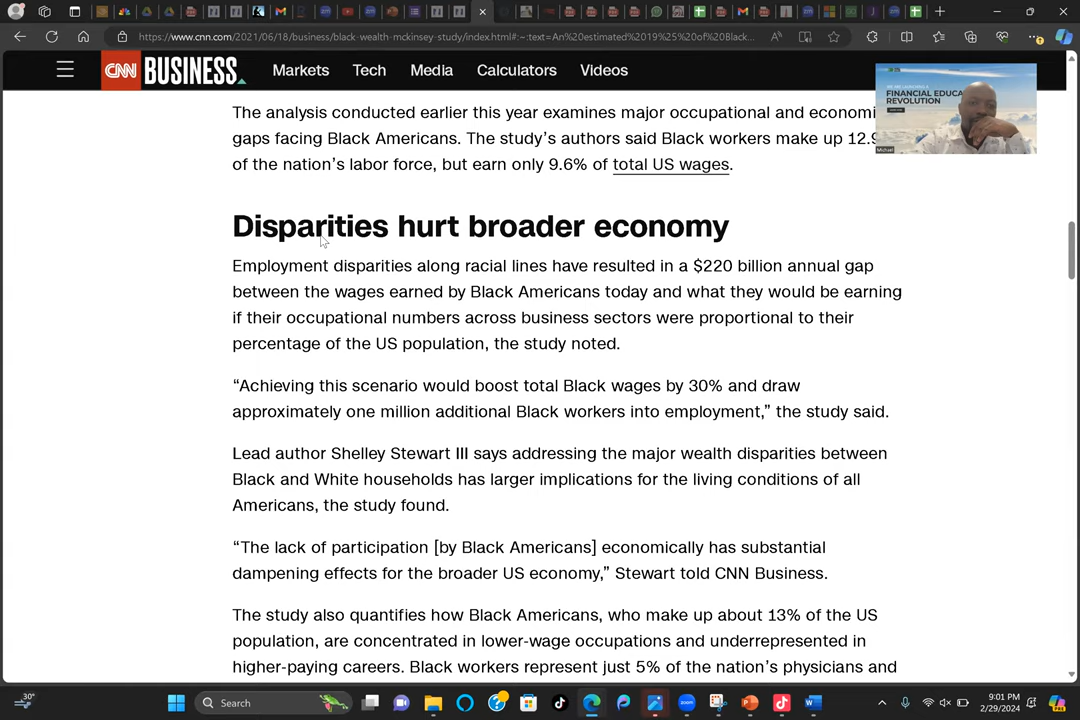 https://www.cnn.com/2021/06/18/business/black-wealth-mckinsey-study/index.html#:~:text=An%20estimated%2019%25%20of%20Black...
CNN BUSINESS Markets Tech Media Calculators Videos
FINANCIAL EDUCA
REVOLUTION
Michael
The analysis conducted earlier this year examines major occupational and economi
gaps facing Black Americans. The study's authors said Black workers make up 12.9
of the nation's labor force, but earn only 9.6% of total US wages.
Disparities hurt broader economy
Employment disparities along racial lines have resulted in a $220 billion annual gap
between the wages earned by Black Americans today and what they would be earning
if their occupational numbers across business sectors were proportional to their
percentage of the US population, the study noted.
“Achieving this scenario would boost total Black wages by 30% and draw
approximately one million additional Black workers into employment,” the study said.
Lead author Shelley Stewart III says addressing the major wealth disparities between
Black and White households has larger implications for the living conditions of all
Americans, the study found.
“The lack of participation [by Black Americans] economically has substantial
dampening effects for the broader US economy,” Stewart told CNN Business.
The study also quantifies how Black Americans, who make up about 13% of the US
population, are concentrated in lower-wage occupations and underrepresented in
higher-paying careers. Black workers represent just 5% of the nation's physicians and
30°
Search
9:01 PM
2/29/2024